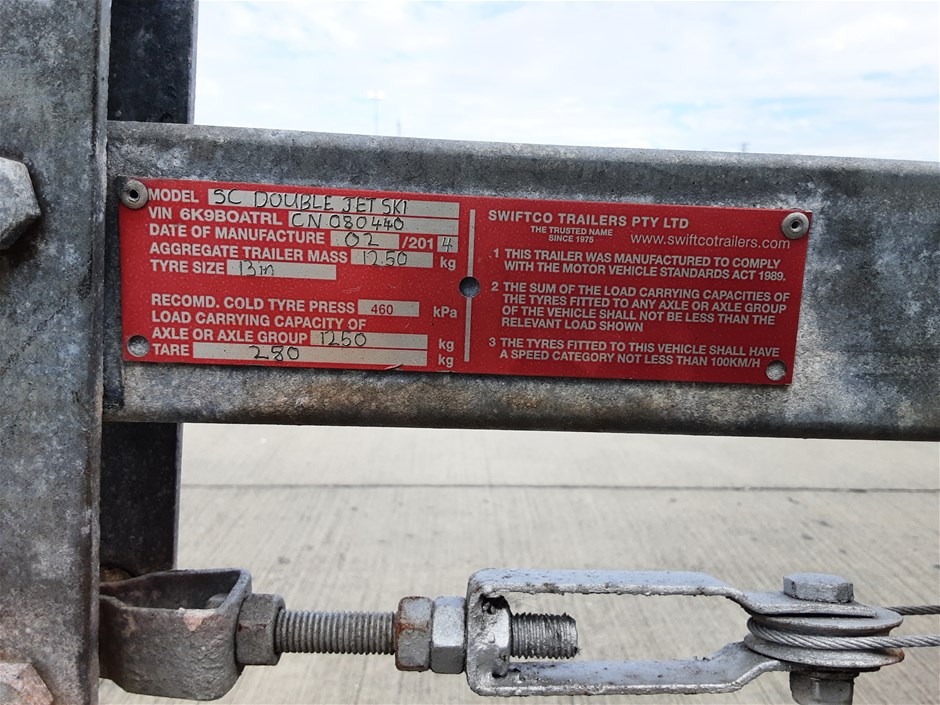 MODEL SC DOUBLE JET SKI
VIN 6K9BOATRL CN080440
DATE OF MANUFACTURE 02 /2014
AGGREGATE TRAILER MASS 1250 kg
TYRE SIZE 13in
RECOMD. COLD TYRE PRESS 460 kPa
LOAD CARRYING CAPACITY OF
AXLE OR AXLE GROUP 1250 kg
TARE 280 kg
SWIFTCO TRAILERS PTY LTD
THE TRUSTED NAME
SINCE 1975
www.swiftcotrailers.com
1 THIS TRAILER WAS MANUFACTURED TO COMPLY
WITH THE MOTOR VEHICLE STANDARDS ACT 1989.
2 THE SUM OF THE LOAD CARRYING CAPACITIES OF
THE TYRES FITTED TO ANY AXLE OR AXLE GROUP
OF THE VEHICLE SHALL NOT BE LESS THAN THE
RELEVANT LOAD SHOWN
3 THE TYRES FITTED TO THIS VEHICLE SHALL HAVE
A SPEED CATEGORY NOT LESS THAN 100KM/H